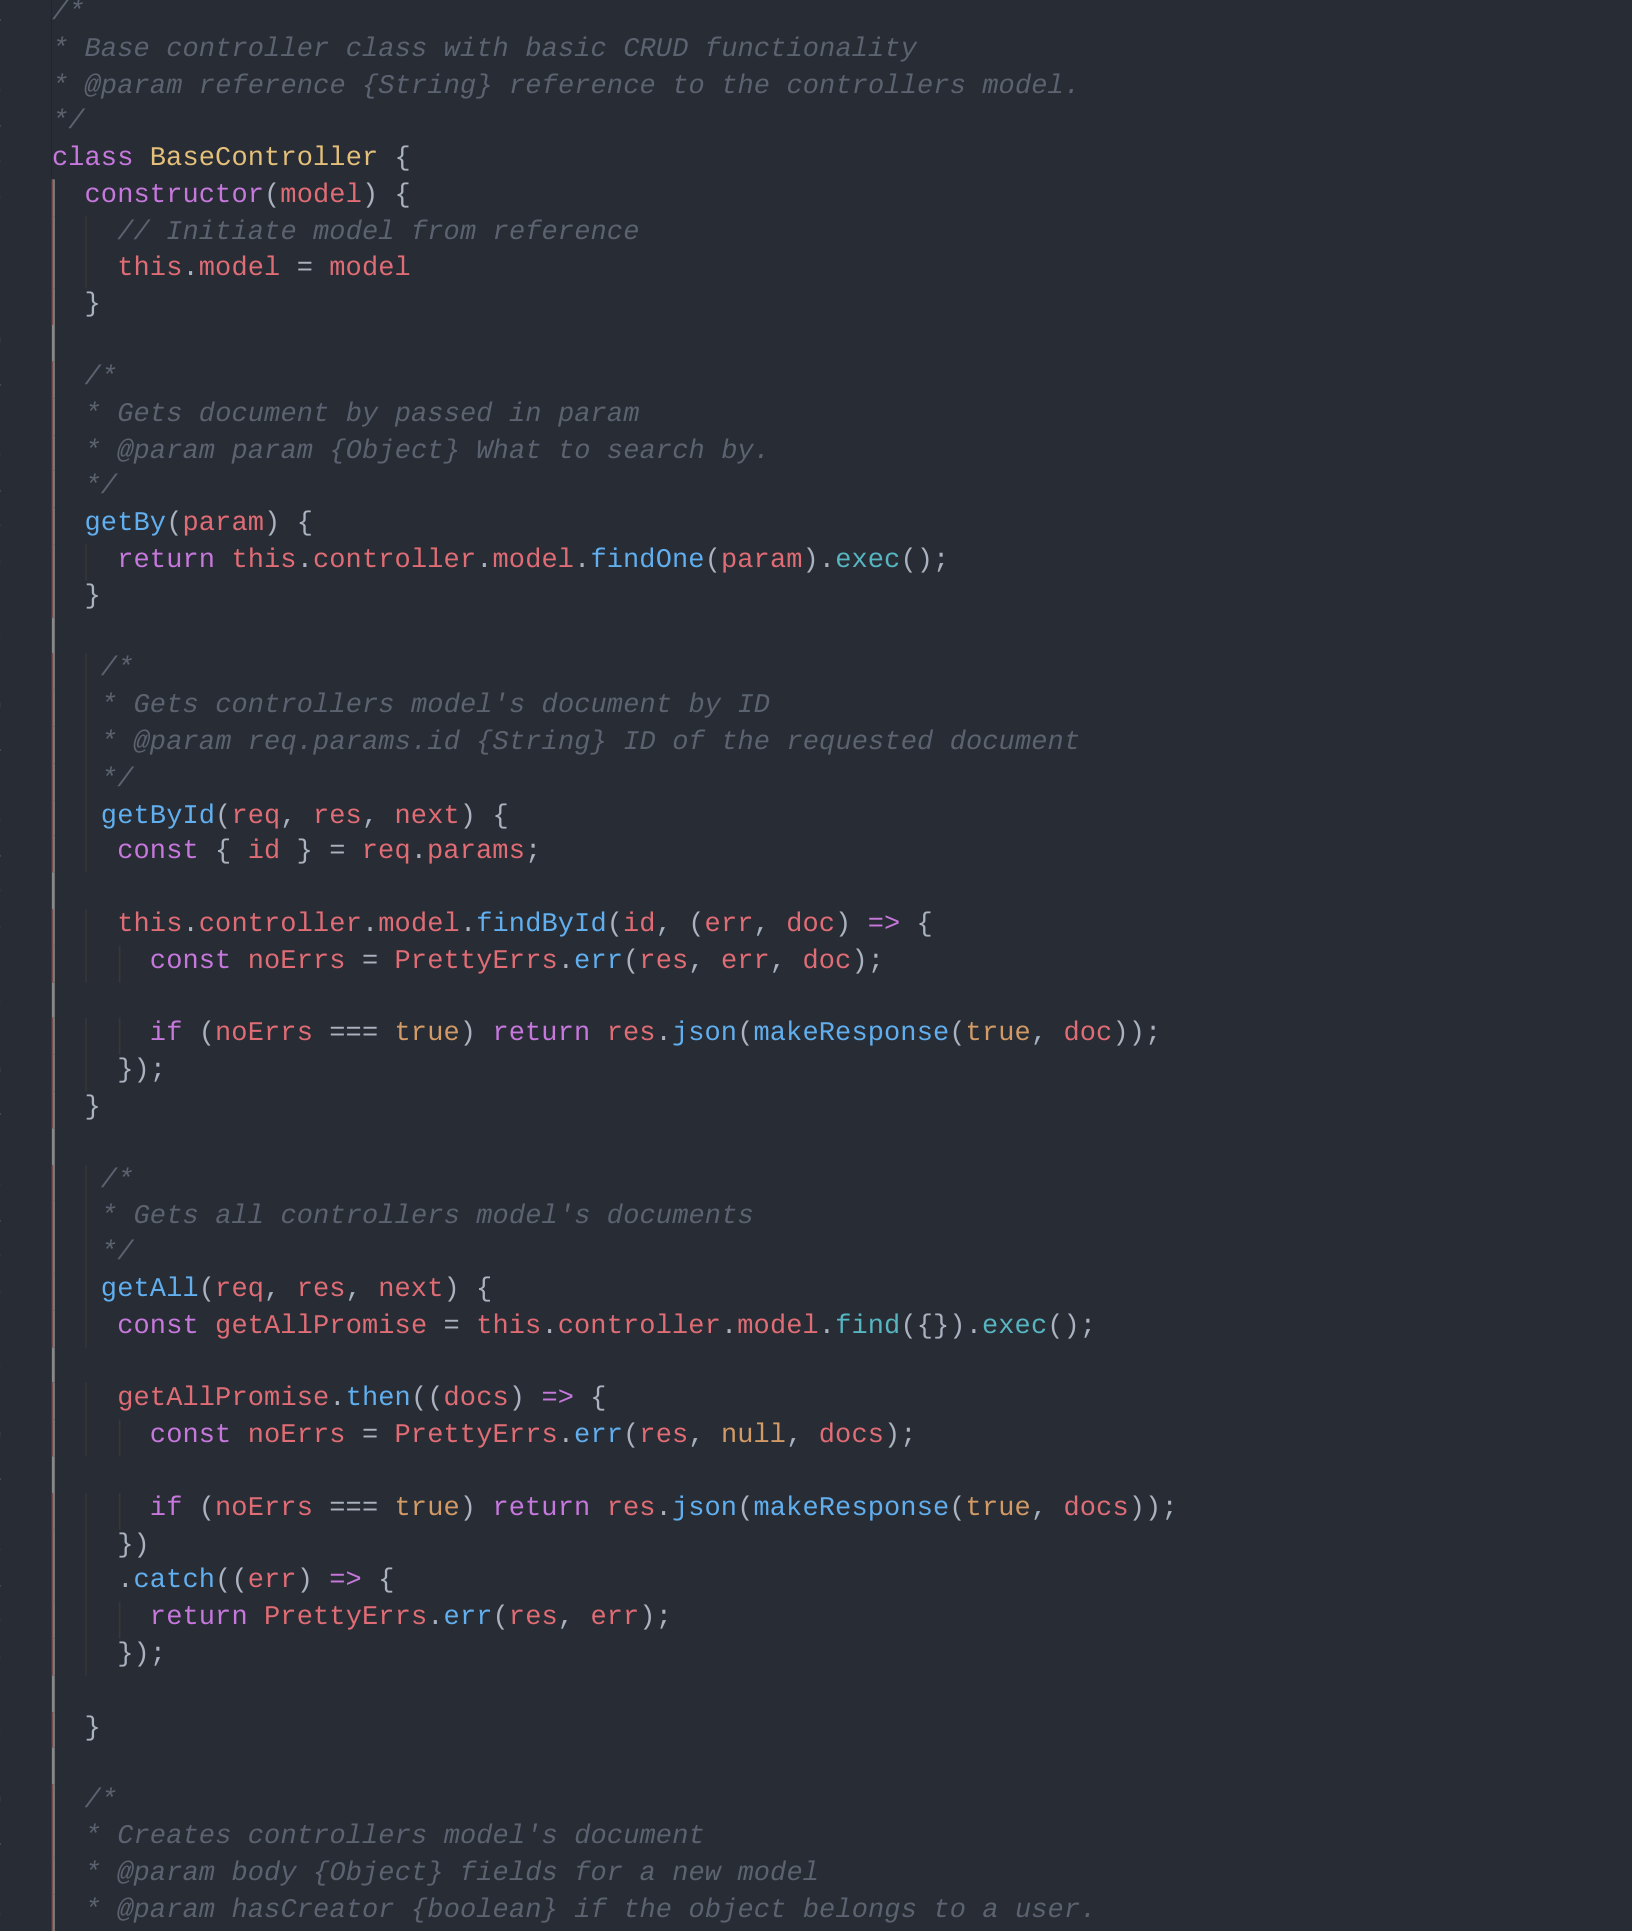 /*
* Base controller class with basic CRUD functionality
* @param reference {String} reference to the controllers model.
*/
class BaseController {
  constructor(model) {
    // Initiate model from reference
    this.model = model
  }

  /*
  * Gets document by passed in param
  * @param param {Object} What to search by.
  */
  getBy(param) {
    return this.controller.model.findOne(param).exec();
  }

   /*
   * Gets controllers model's document by ID
   * @param req.params.id {String} ID of the requested document
   */
   getById(req, res, next) {
    const { id } = req.params;

    this.controller.model.findById(id, (err, doc) => {
      const noErrs = PrettyErrs.err(res, err, doc);

      if (noErrs === true) return res.json(makeResponse(true, doc));
    });
  }

   /*
   * Gets all controllers model's documents
   */
   getAll(req, res, next) {
    const getAllPromise = this.controller.model.find({}).exec();

    getAllPromise.then((docs) => {
      const noErrs = PrettyErrs.err(res, null, docs);

      if (noErrs === true) return res.json(makeResponse(true, docs));
    })
    .catch((err) => {
      return PrettyErrs.err(res, err);
    });

  }

  /*
  * Creates controllers model's document
  * @param body {Object} fields for a new model
  * @param hasCreator {boolean} if the object belongs to a user.